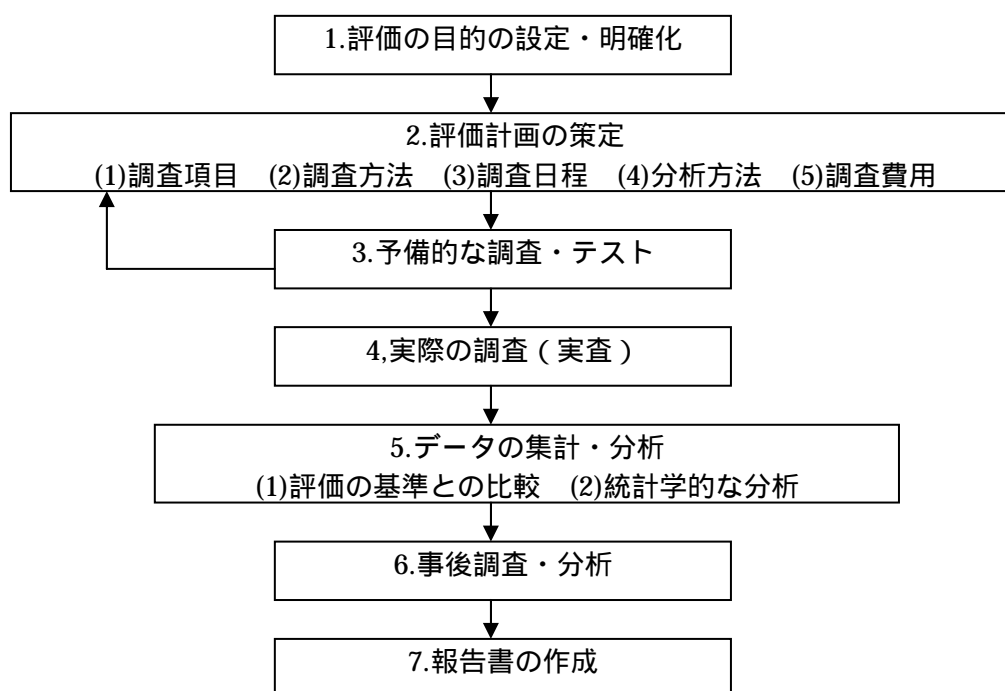 1.評価の目的の設定・明確化
2.評価計画の策定
(1)調査項目　(2)調査方法　(3)調査日程　(4)分析方法　(5)調査費用
3.予備的な調査・テスト
4,実際の調査（実査）
5.データの集計・分析
(1)評価の基準との比較　(2)統計学的な分析
6.事後調査・分析
7.報告書の作成